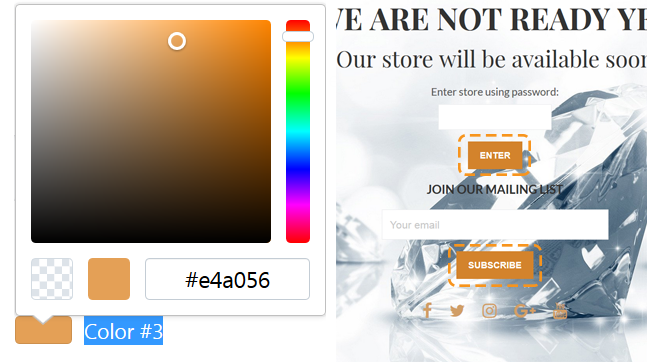 #e4a056
Color #3
WE ARE NOT READY YE
Our store will be available soon
Enter store using password:
ENTER
JOIN OUR MAILING LIST
Your email
SUBSCRIBE